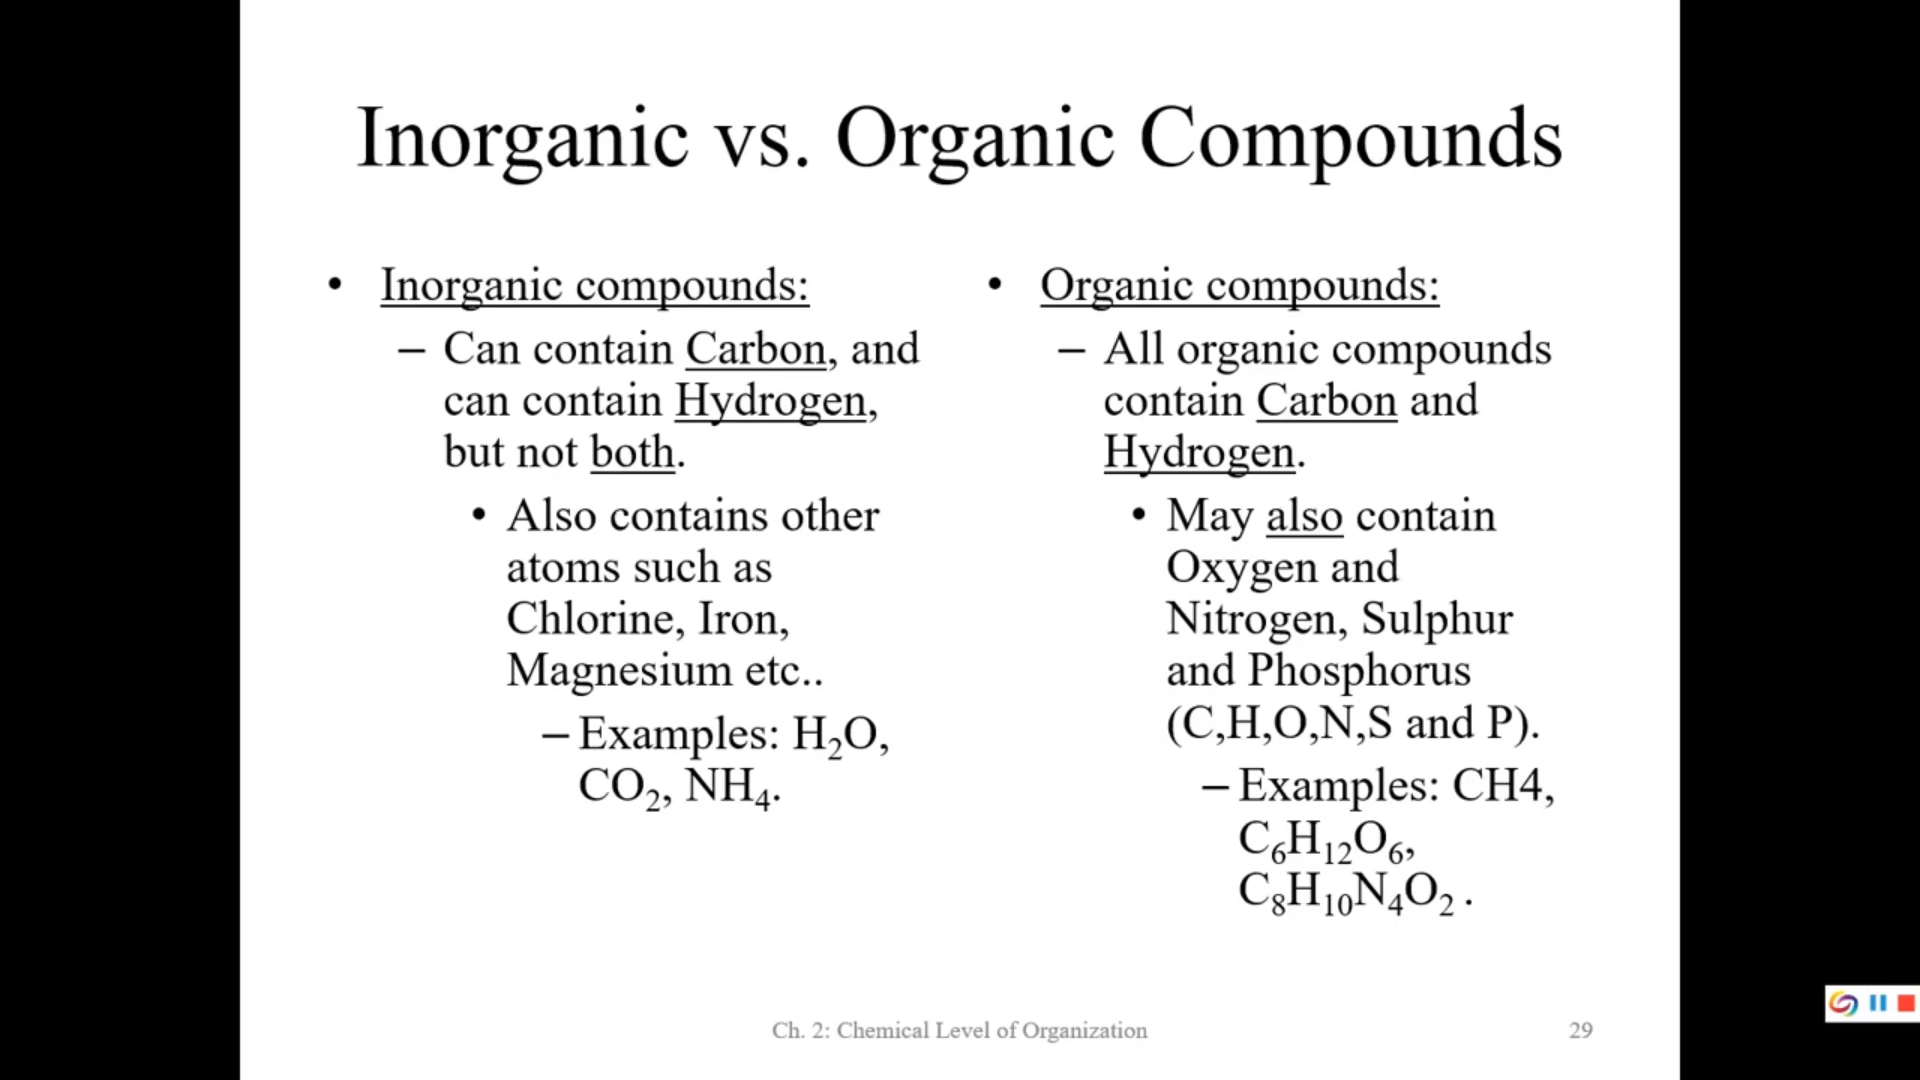 Inorganic vs. Organic Compounds
• Inorganic compounds:
– Can contain Carbon, and
can contain Hydrogen,
but not both.
• Also contains other
atoms such as
Chlorine, Iron,
Magnesium etc..
– Examples: H₂O,
CO₂, NH₄.
• Organic compounds:
– All organic compounds
contain Carbon and
Hydrogen.
• May also contain
Oxygen and
Nitrogen, Sulphur
and Phosphorus
(C,H,O,N,S and P).
– Examples: CH4,
C₆H₁₂O₆,
C₈H₁₀N₄O₂ .
Ch. 2: Chemical Level of Organization
29